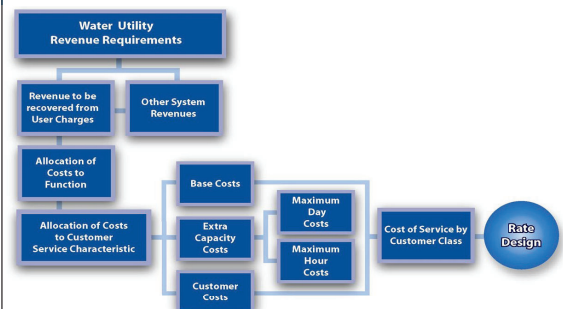 Water Utility
Revenue Requirements
Revenue to be
recovered from
User Charges
Other System
Revenues
Allocation of
Costs to
Function
Allocation of Costs
to Customer
Service Characteristic
Base Costs
Extra
Capacity
Costs
Customer
Costs
Maximum
Day
Costs
Maximum
Hour
Costs
Cost of Service by
Customer Class
Rate
Design